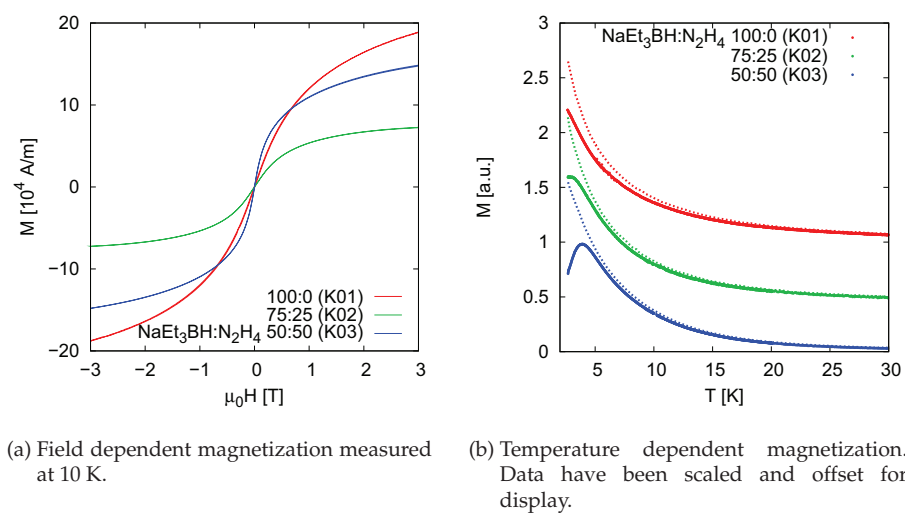 20
10
0
−10
−20
M [10⁴ A/m]
100:0 (K01)
75:25 (K02)
NaEt₃BH:N₂H₄ 50:50 (K03)
−3 −2 −1 0 1 2 3
μ₀H [T]
NaEt₃BH:N₂H₄ 100:0 (K01)
75:25 (K02)
50:50 (K03)
3
2.5
2
1.5
1
0.5
0
M [a.u.]
5 10 15 20 25 30
T [K]
(a) Field dependent magnetization measured
at 10 K.
(b) Temperature dependent magnetization.
Data have been scaled and offset for
display.